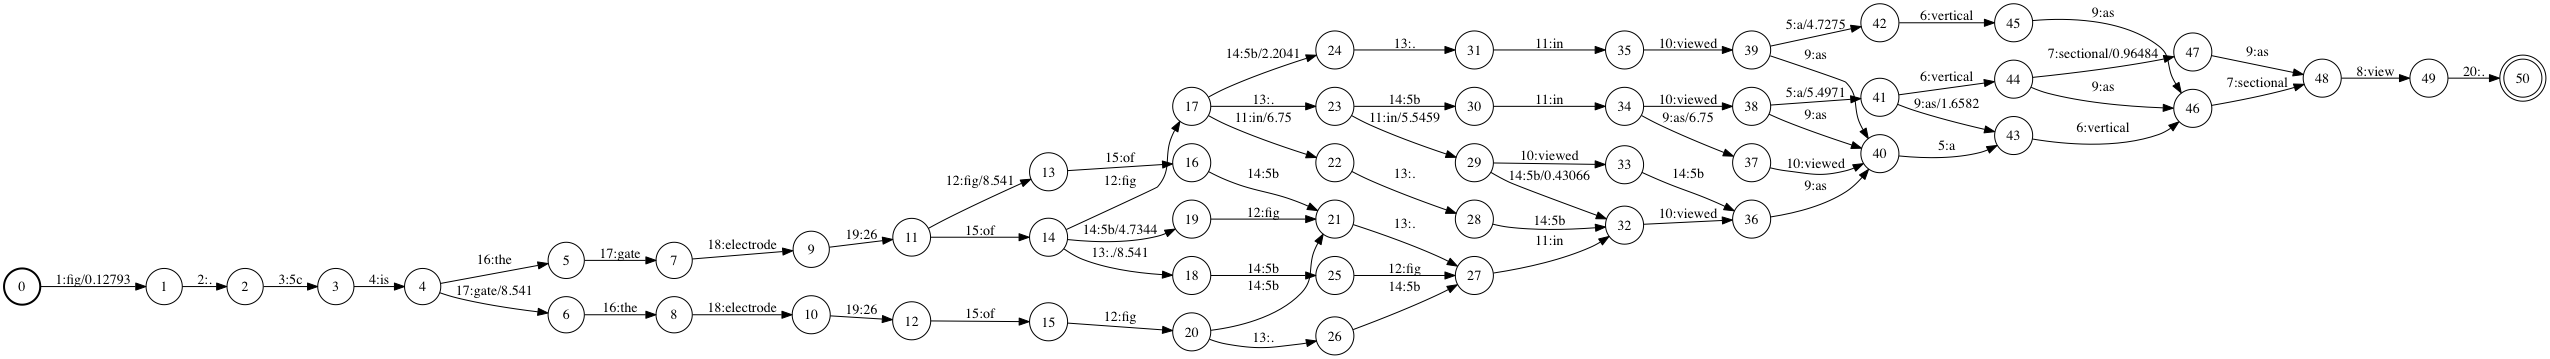 0 1:fig/0.12793 1 2:. 2 3:5c 3 4:is 4
16:the 5 17:gate 7 18:electrode 9 19:26 11
17:gate/8.541 6 16:the 8 18:electrode 10 19:26 12 15:of 15 12:fig 20
12:fig/8.541 13 15:of 16 14:5b
15:of 14 12:fig 17
14:5b/4.7344 19 12:fig 21 13:.
13:./8.541 18 14:5b 25 12:fig 27 11:in
14:5b
13:. 26 14:5b
14:5b/2.2041 24 13:. 31 11:in 35 10:viewed 39
13:. 23 14:5b 30 11:in 34 10:viewed 38
11:in/6.75 22 13:. 28 14:5b 32 10:viewed 36 9:as
11:in/5.5459 29 10:viewed 33 14:5b
14:5b/0.43066
9:as/6.75 37 10:viewed 40 5:a 43 6:vertical 46
5:a/4.7275 42 6:vertical 45 9:as
9:as
5:a/5.4971 41 6:vertical 44 7:sectional/0.96484 47 9:as 48 8:view 49 20:. 50
9:as
9:as/1.6582
9:as
7:sectional